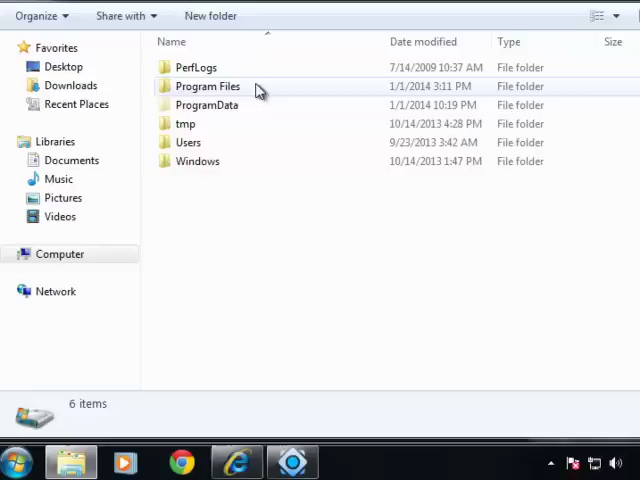 Organize Share with New folder
Name Date modified Type Size
Favorites
Desktop
Downloads
Recent Places
Libraries
Documents
Music
Pictures
Videos
Computer
Network
PerfLogs 7/14/2009 10:37 AM File folder
Program Files 1/1/2014 3:11 PM File folder
ProgramData 1/1/2014 10:19 PM File folder
tmp 10/14/2013 4:28 PM File folder
Users 9/23/2013 3:42 AM File folder
Windows 10/14/2013 1:47 PM File folder
6 items